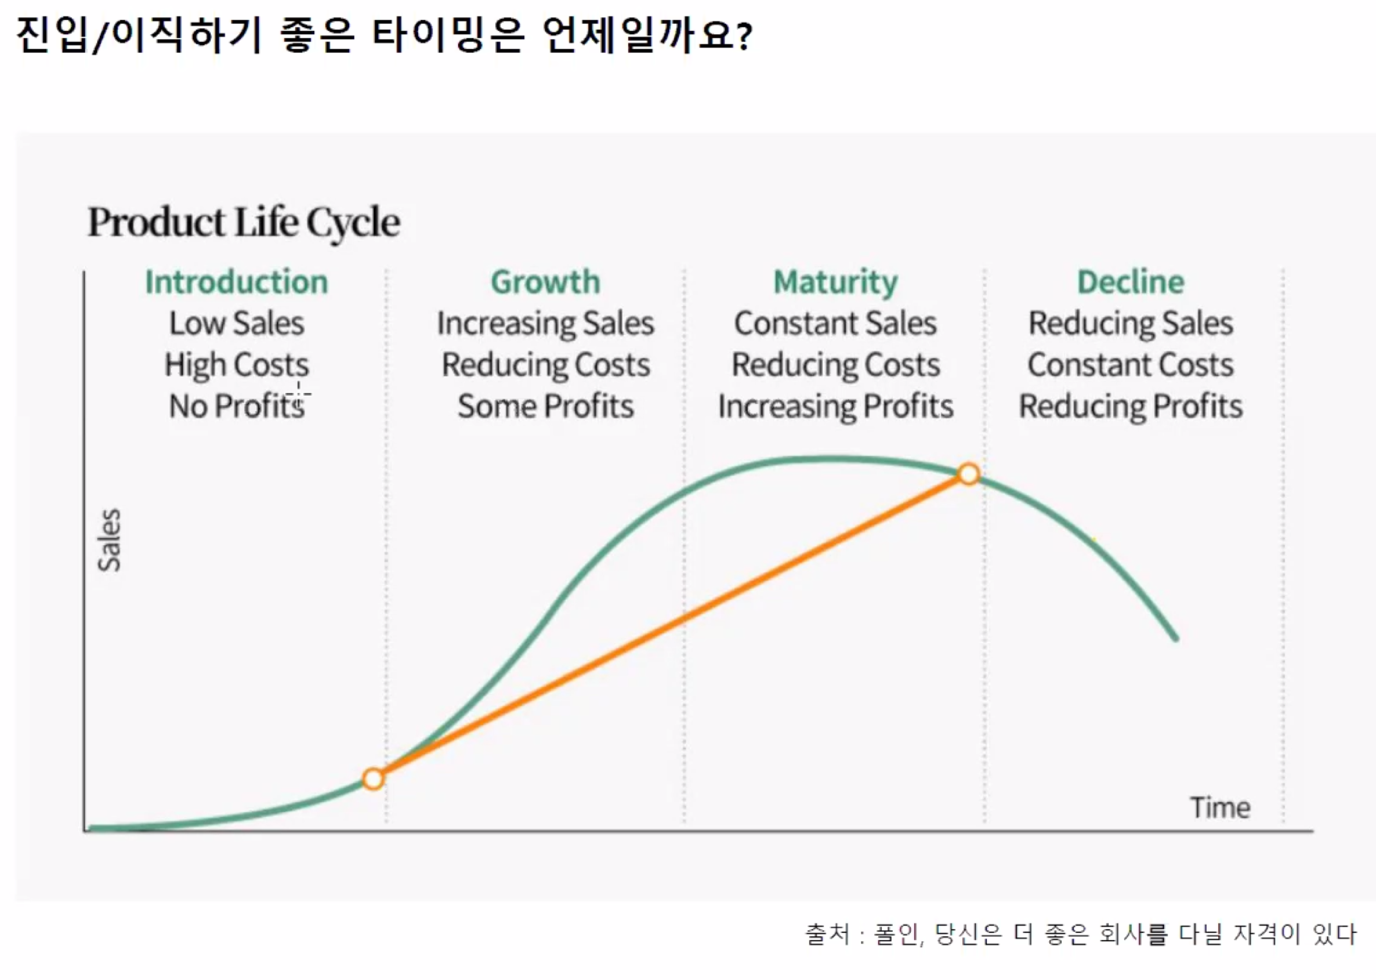 진입/이직하기 좋은 타이밍은 언제일까요?
Product Life Cycle
Introduction
Low Sales
High Costs
No Profits
Growth
Increasing Sales
Reducing Costs
Some Profits
Maturity
Constant Sales
Reducing Costs
Increasing Profits
Decline
Reducing Sales
Constant Costs
Reducing Profits
Sales
Time
출처 : 폴인, 당신은 더 좋은 회사를 다닐 자격이 있다